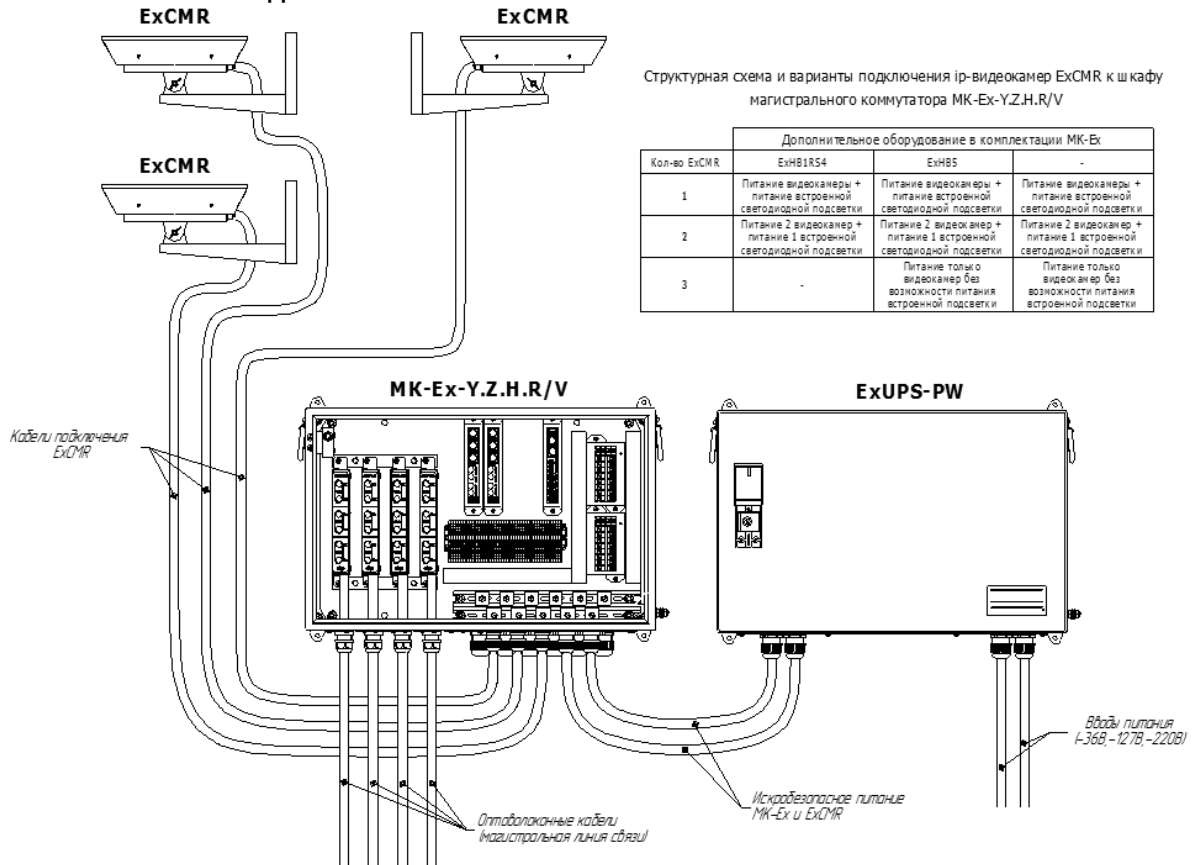 ExCMR
ExCMR
ExCMR
Структурная схема и варианты подключения ip-видеокамер ExCMR к шкафу
магистрального коммутатора MK-Ex-Y.Z.H.R/V
Дополнительное оборудование в комплектации MK-Ex
Кол-во ExCMR
ExHB1RS4
ExHB5
-
1
Питание видеокамеры +
питание встроенной
светодиодной подсветки
Питание видеокамеры +
питание встроенной
светодиодной подсветки
Питание видеокамеры +
питание встроенной
светодиодной подсветки
2
Питание 2 видеокамер +
питание 1 встроенной
светодиодной подсветки
Питание 2 видеокамер +
питание 1 встроенной
светодиодной подсветки
Питание 2 видеокамер +
питание 1 встроенной
светодиодной подсветки
3
-
Питание только
видеокамер без
возможности питания
встроенной подсветки
Питание только
видеокамер без
возможности питания
встроенной подсветки
MK-Ex-Y.Z.H.R/V
ExUPS-PW
Кабели подключения
ExCMR
Вводы питания
(~36В,~127В,~220В)
Искробезопасное питание
МК-Ex и ExCMR
Оптоволоконные кабели
(магистральная линия связи)